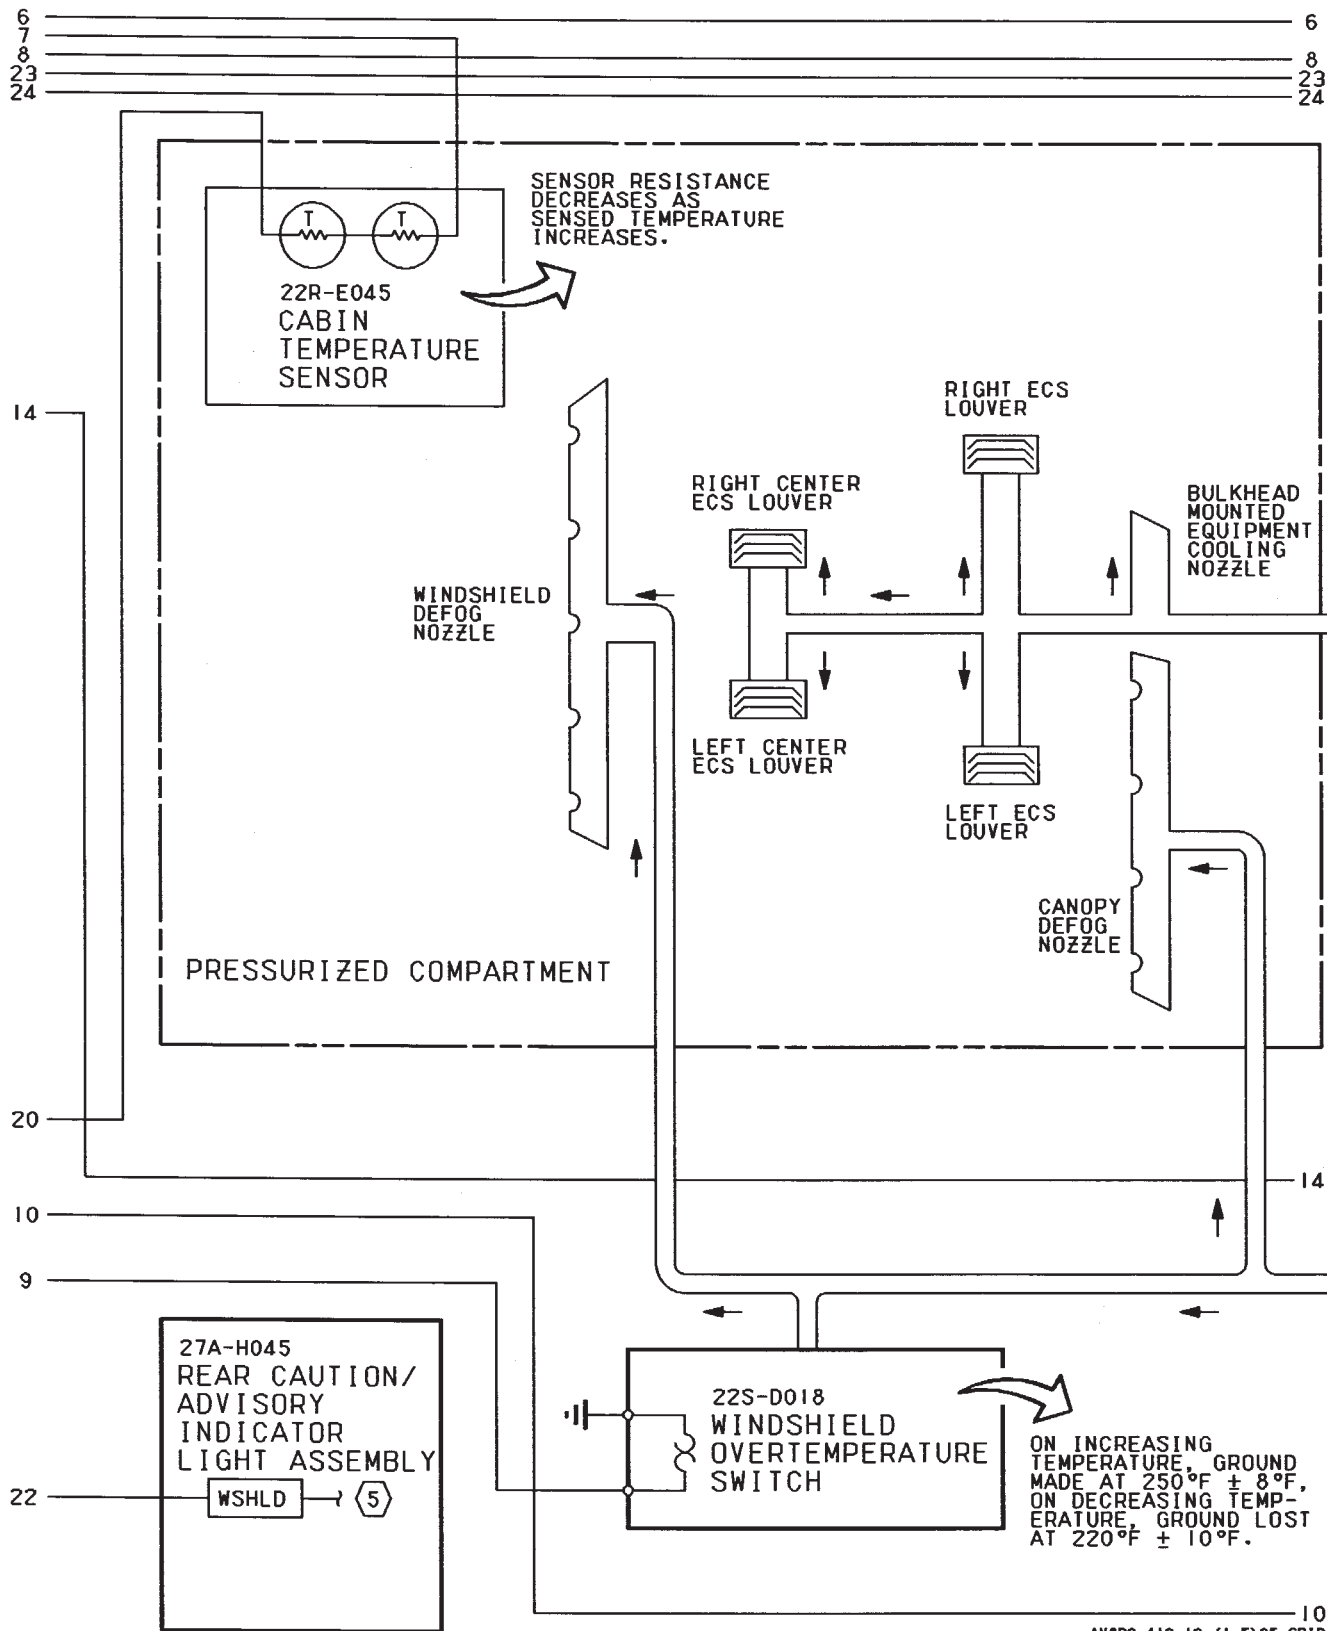 6 6
7
8 8
23 23
24 24
SENSOR RESISTANCE
DECREASES AS
SENSED TEMPERATURE
INCREASES.
T T
22R-E045
CABIN
TEMPERATURE
SENSOR
14
RIGHT ECS
LOUVER
RIGHT CENTER
ECS LOUVER
BULKHEAD
MOUNTED
EQUIPMENT
COOLING
NOZZLE
WINDSHIELD
DEFOG
NOZZLE
LEFT CENTER
ECS LOUVER
LEFT ECS
LOUVER
CANOPY
DEFOG
NOZZLE
PRESSURIZED COMPARTMENT
20
14
10
9
27A-H045
REAR CAUTION/
ADVISORY
INDICATOR
LIGHT ASSEMBLY
22 WSHLD 5
22S-D018
WINDSHIELD
OVERTEMPERATURE
SWITCH
ON INCREASING
TEMPERATURE, GROUND
MADE AT 250°F ± 8°F,
ON DECREASING TEMP-
ERATURE, GROUND LOST
AT 220°F ± 10°F.
10